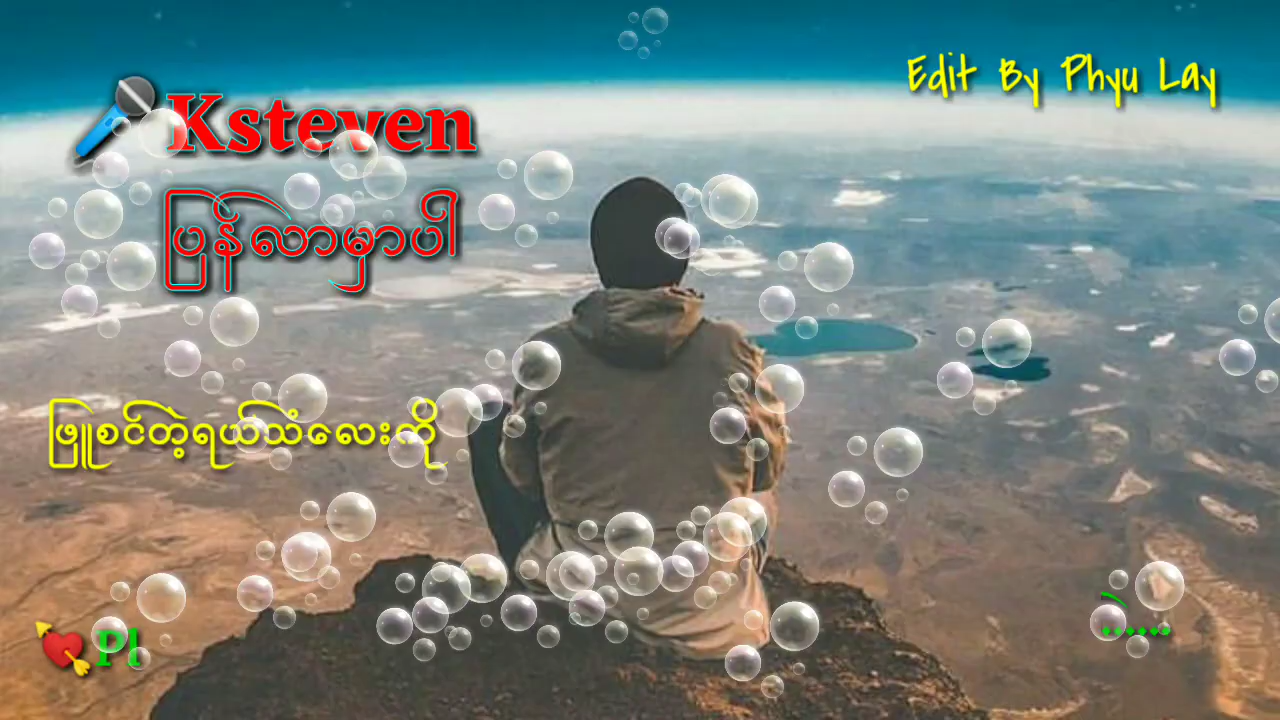 Ksteven
Edit By Phyu Lay
ပြန်လာမှာပါ
ဖြူစင်တဲ့ရယ်သံလေးကို
Pl
......